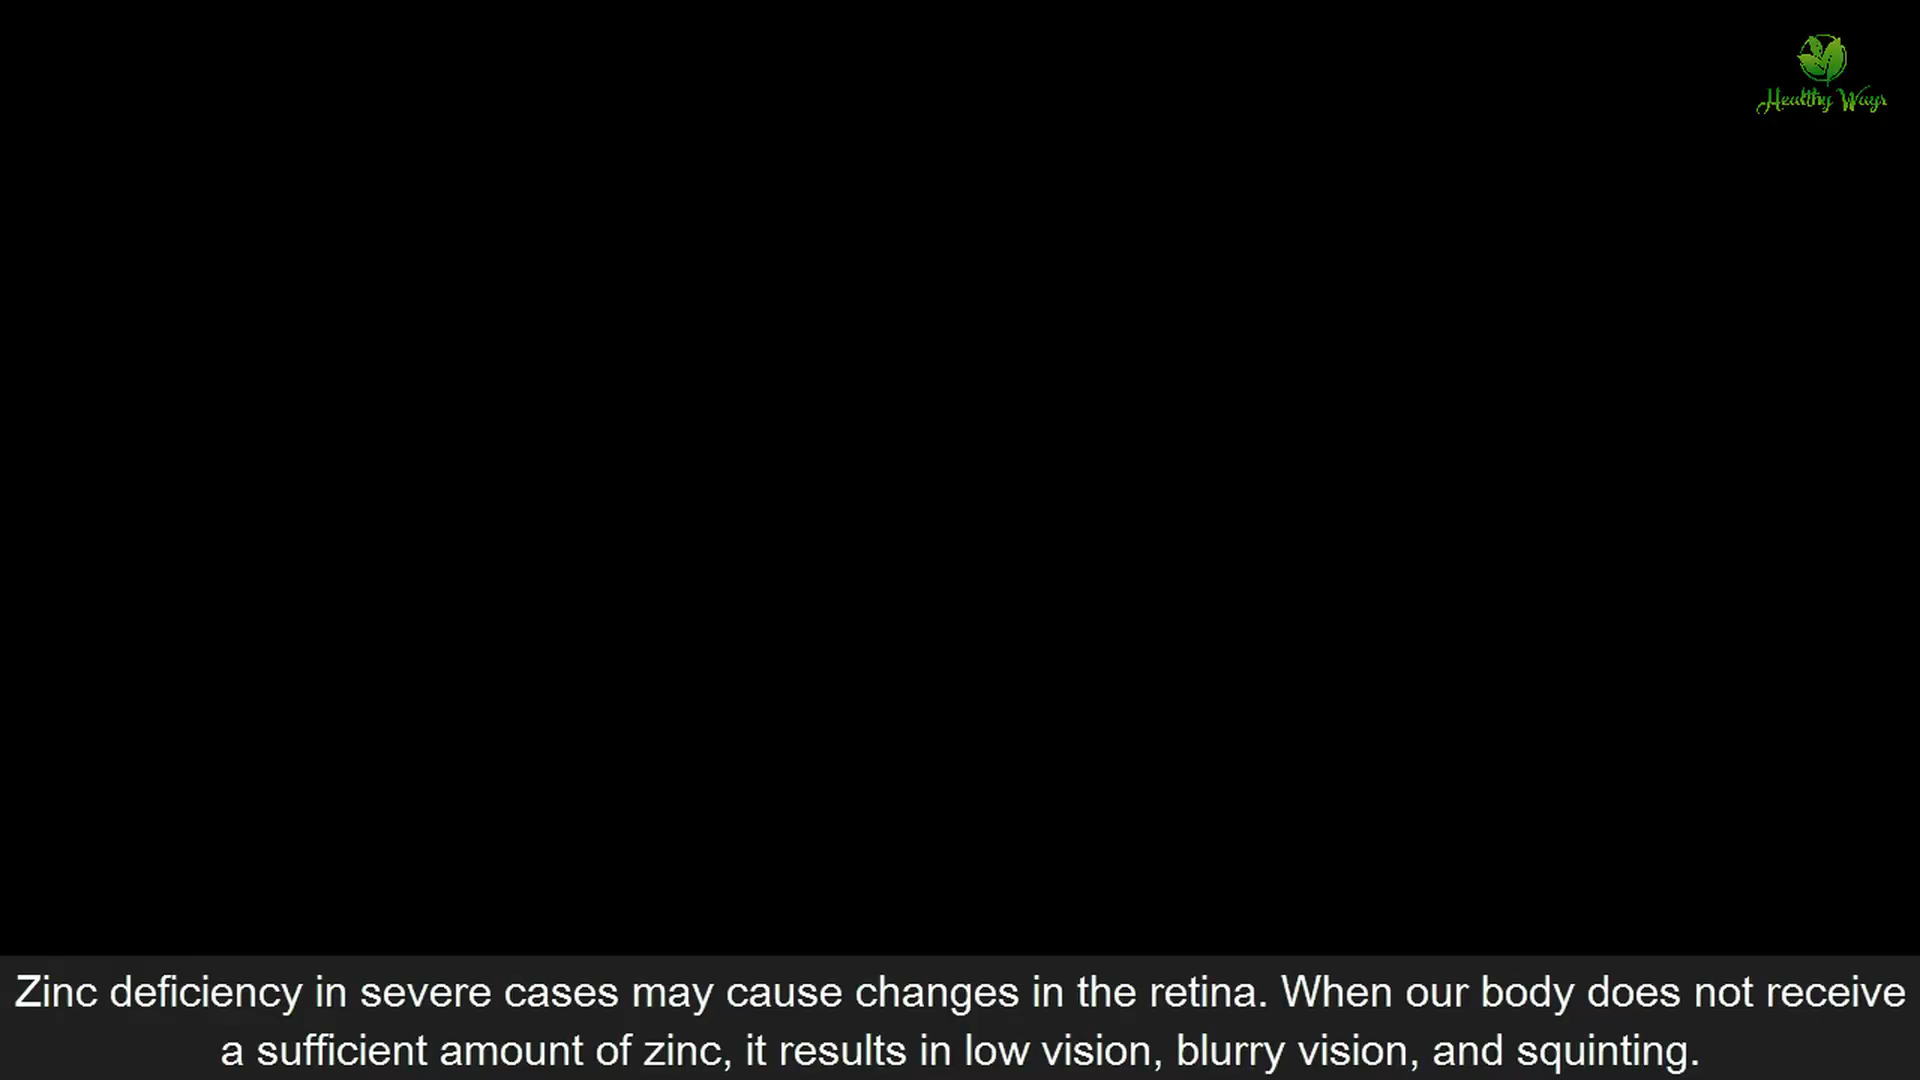 Healthy Ways
Zinc deficiency in severe cases may cause changes in the retina. When our body does not receive
a sufficient amount of zinc, it results in low vision, blurry vision, and squinting.